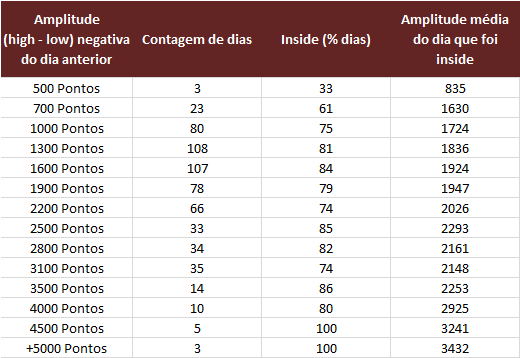 Amplitude (high - low) negativa do dia anterior | Contagem de dias | Inside (% dias) | Amplitude média do dia que foi inside
500 Pontos | 3 | 33 | 835
700 Pontos | 23 | 61 | 1630
1000 Pontos | 80 | 75 | 1724
1300 Pontos | 108 | 81 | 1836
1600 Pontos | 107 | 84 | 1924
1900 Pontos | 78 | 79 | 1947
2200 Pontos | 66 | 74 | 2026
2500 Pontos | 33 | 85 | 2293
2800 Pontos | 34 | 82 | 2161
3100 Pontos | 35 | 74 | 2148
3500 Pontos | 14 | 86 | 2253
4000 Pontos | 10 | 80 | 2925
4500 Pontos | 5 | 100 | 3241
+5000 Pontos | 3 | 100 | 3432